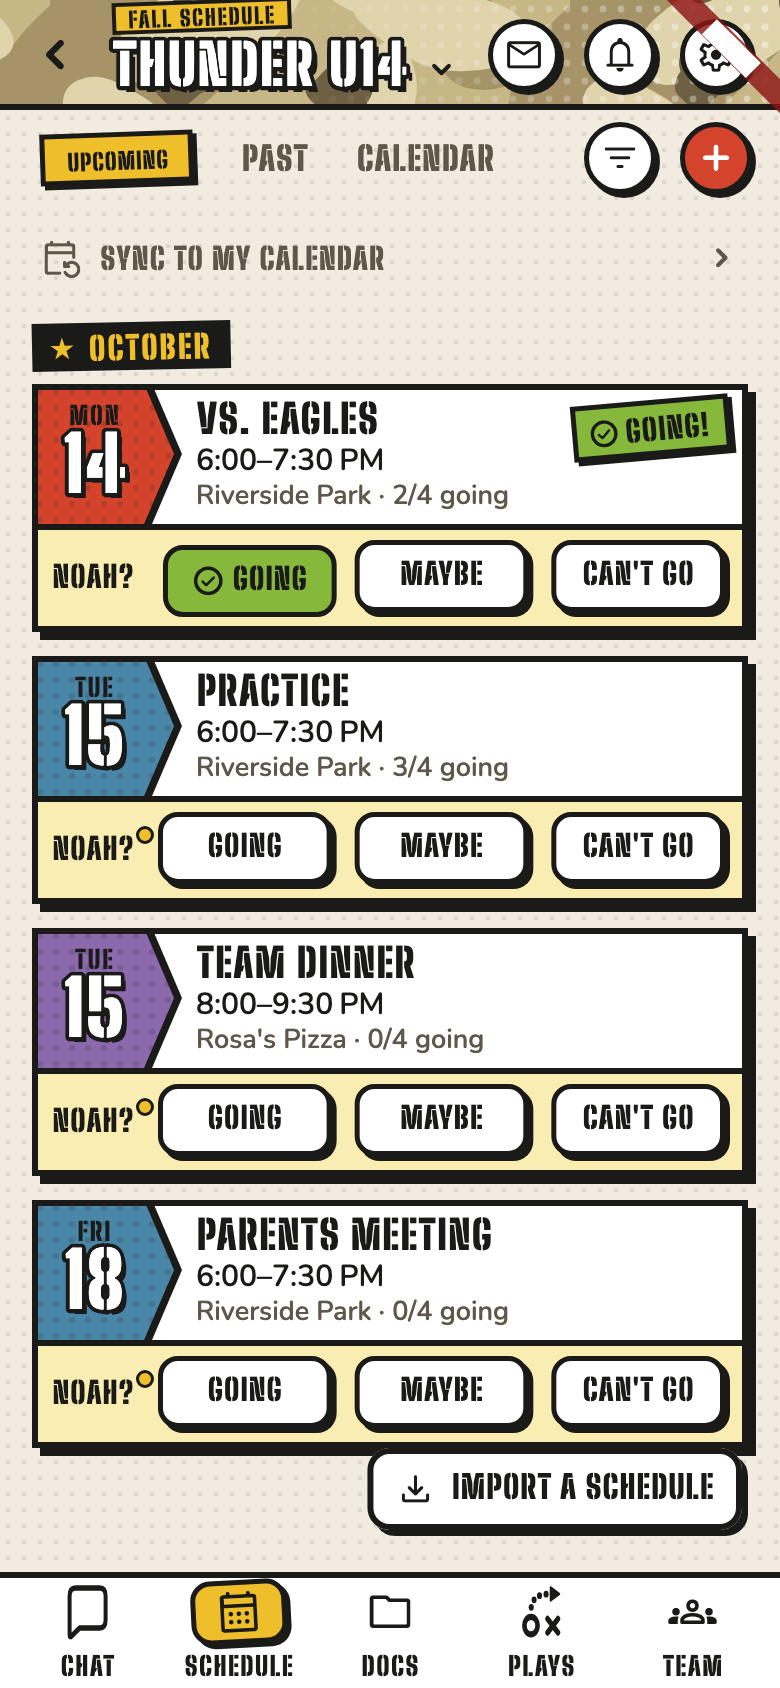 FALL SCHEDULE
THUNDER U14
UPCOMING
PAST
CALENDAR
SYNC TO MY CALENDAR
★ OCTOBER
MON
14
VS. EAGLES
6:00–7:30 PM
Riverside Park · 2/4 going
GOING!
NOAH?
GOING
MAYBE
CAN'T GO
TUE
15
PRACTICE
6:00–7:30 PM
Riverside Park · 3/4 going
NOAH?
GOING
MAYBE
CAN'T GO
TUE
15
TEAM DINNER
8:00–9:30 PM
Rosa's Pizza · 0/4 going
NOAH?
GOING
MAYBE
CAN'T GO
FRI
18
PARENTS MEETING
6:00–7:30 PM
Riverside Park · 0/4 going
NOAH?
GOING
MAYBE
CAN'T GO
IMPORT A SCHEDULE
CHAT
SCHEDULE
DOCS
PLAYS
TEAM